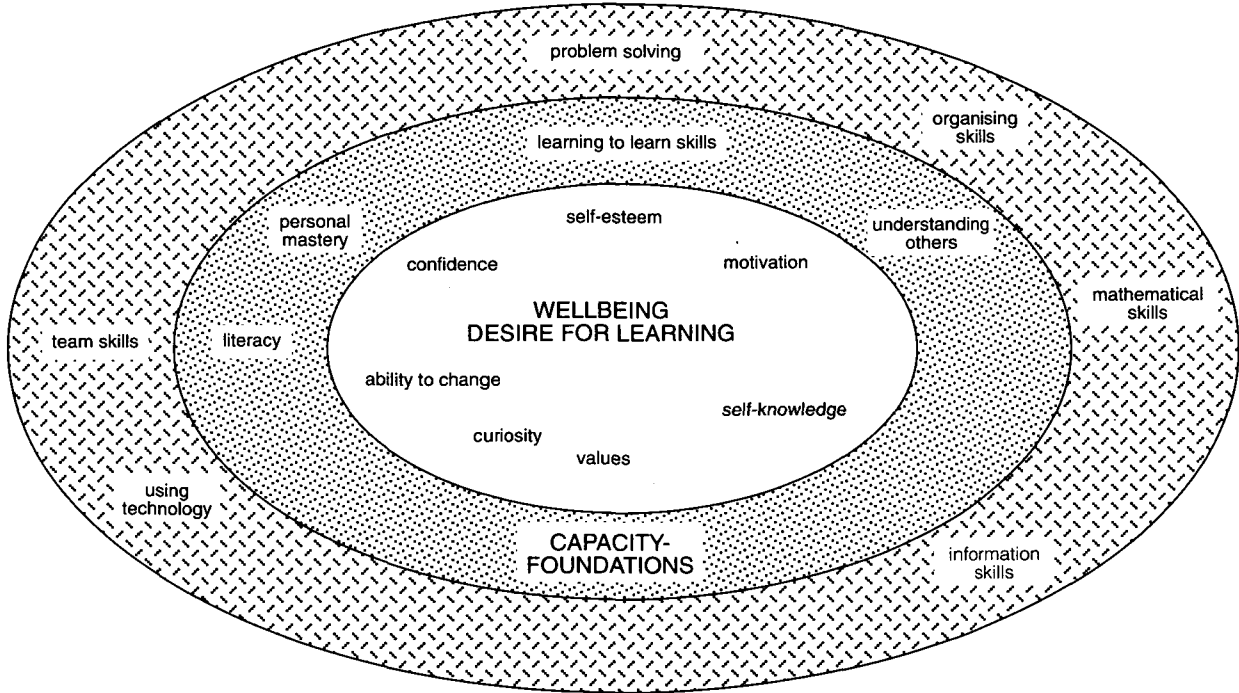 problem solving
organising
skills
learning to learn skills
personal
mastery
self-esteem
understanding
others
confidence
motivation
mathematical
skills
WELLBEING
DESIRE FOR LEARNING
team skills
literacy
ability to change
self-knowledge
curiosity
values
using
technology
CAPACITY-
FOUNDATIONS
information
skills